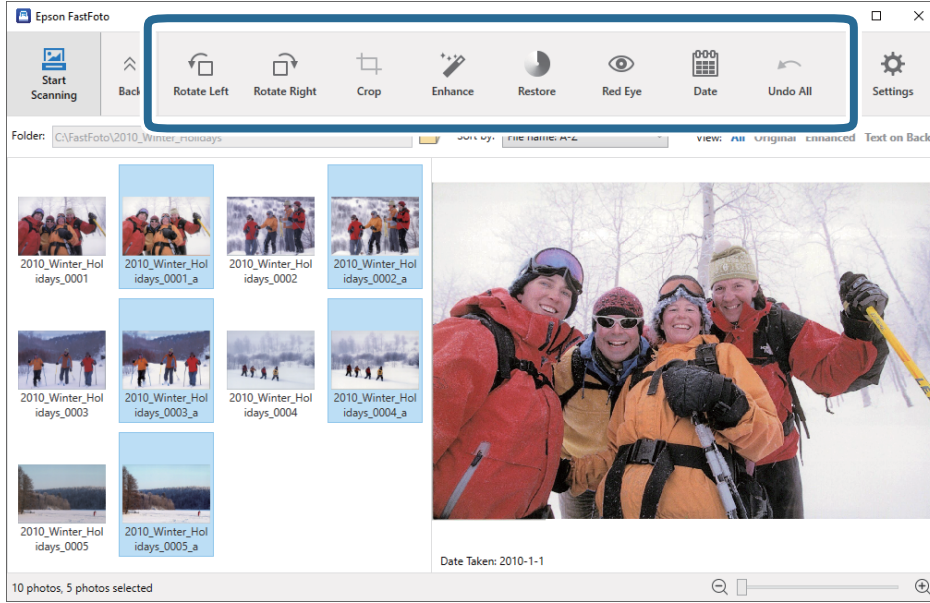 Epson FastFoto
Start
Scanning
Back
Rotate Left
Rotate Right
Crop
Enhance
Restore
Red Eye
Date
Undo All
Settings
Folder: C:\FastFoto\2010_Winter_Holidays
Sort by: File name: A-Z
View: All Original Enhanced Text on Back
2010_Winter_Hol
idays_0001
2010_Winter_Hol
idays_0001_a
2010_Winter_Hol
idays_0002
2010_Winter_Hol
idays_0002_a
2010_Winter_Hol
idays_0003
2010_Winter_Hol
idays_0003_a
2010_Winter_Hol
idays_0004
2010_Winter_Hol
idays_0004_a
2010_Winter_Hol
idays_0005
2010_Winter_Hol
idays_0005_a
Date Taken: 2010-1-1
10 photos, 5 photos selected